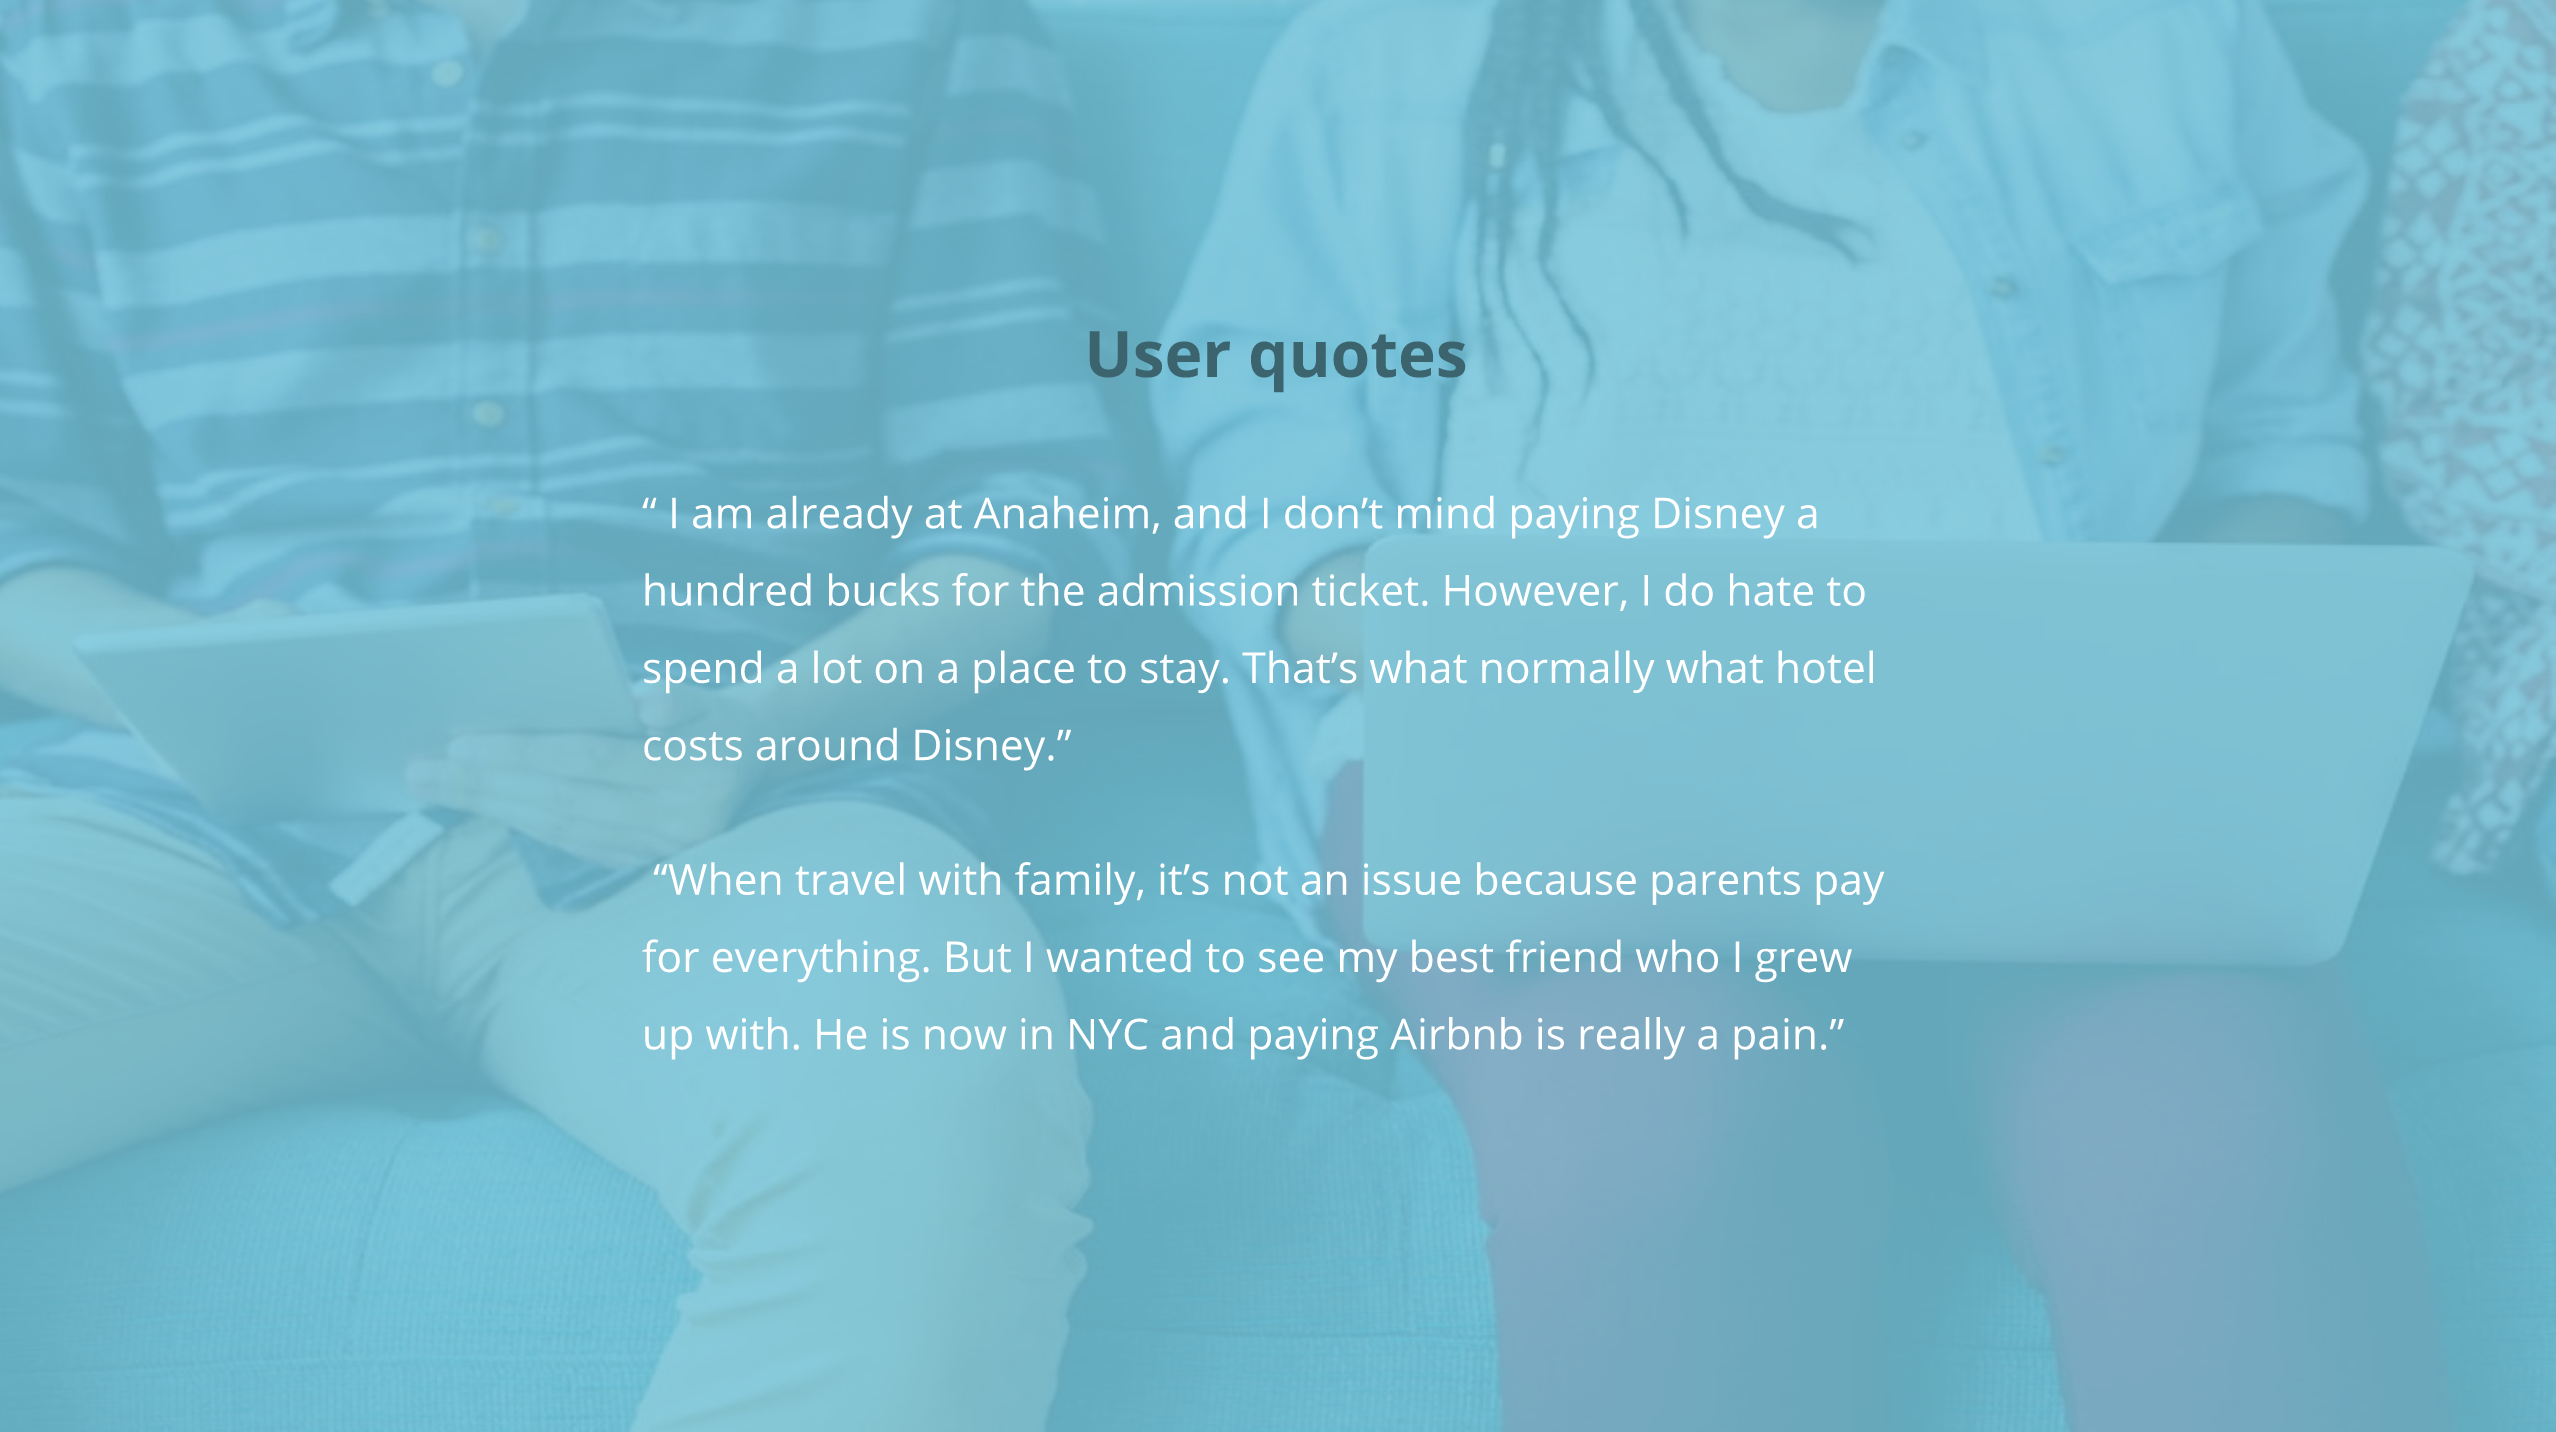 User quotes
“ I am already at Anaheim, and I don’t mind paying Disney a
hundred bucks for the admission ticket. However, I do hate to
spend a lot on a place to stay. That’s what normally what hotel
costs around Disney.”
“When travel with family, it’s not an issue because parents pay
for everything. But I wanted to see my best friend who I grew
up with. He is now in NYC and paying Airbnb is really a pain.”